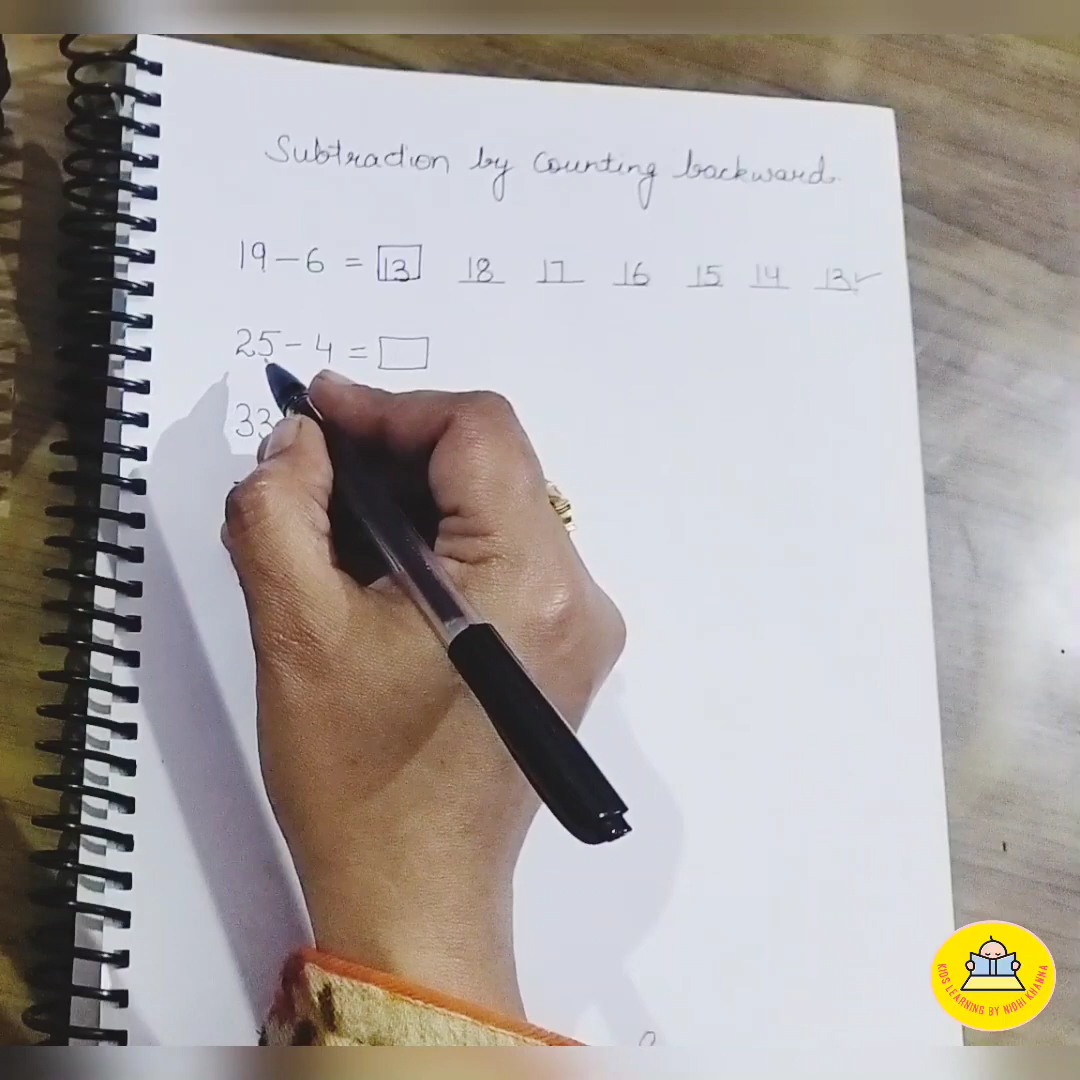 Subtraction by Counting backward.
19 - 6 = 13 18 17 16 15 14 13 ✓
25 - 4 =
33
KIDS LEARNING BY NIDHI KHANNA